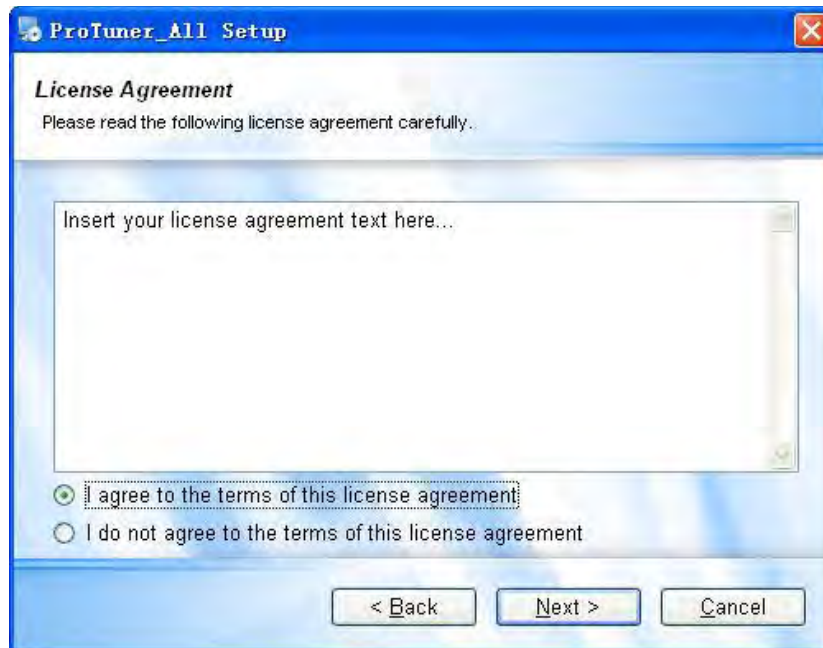 ProTuner_All Setup
License Agreement
Please read the following license agreement carefully.
Insert your license agreement text here...
I agree to the terms of this license agreement
I do not agree to the terms of this license agreement
< Back Next > Cancel